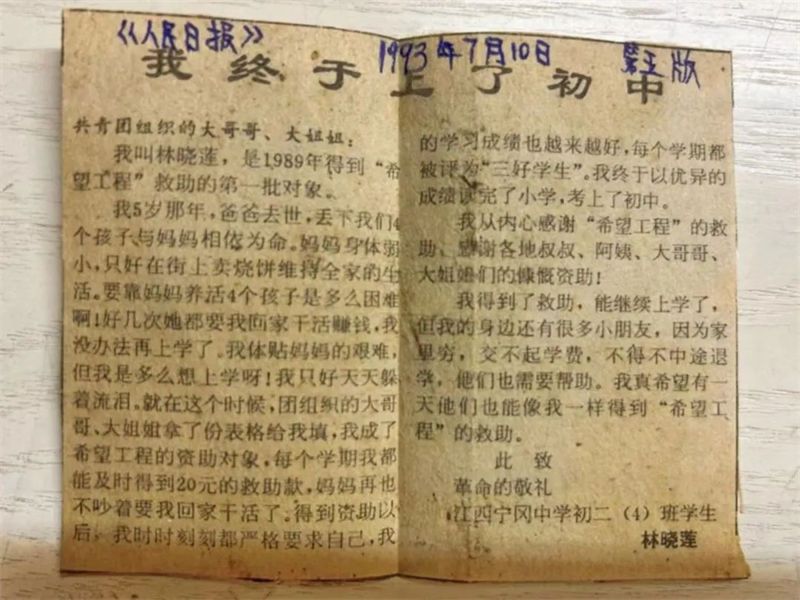 《人民日报》 1993年7月10日 第五版
我终于上了初中
共青团组织的大哥哥、大姐姐：
我叫林晓莲，是1989年得到“希
望工程”救助的第一批对象。
我5岁那年，爸爸去世，丢下我们4
个孩子与妈妈相依为命。妈妈身体弱
小，只好在街上卖烧饼维持全家的生
活。要靠妈妈养活4个孩子是多么困难
啊！好几次她都要我回家干活赚钱，我
没办法再上学了。我体贴妈妈的艰难，
但我是多么想上学呀！我只好天天躲
着流泪。就在这个时候，团组织的大哥
哥、大姐姐拿了份表格给我填，我成了
希望工程的资助对象，每个学期我都
能及时得到20元的救助款，妈妈再也
不吵着要我回家干活了。得到资助以
后，我时时刻刻都严格要求自己，我
的学习成绩也越来越好，每个学期都
被评为“三好学生”。我终于以优异的
成绩读完了小学，考上了初中。
我从内心感谢“希望工程”的救
助、感谢各地叔叔、阿姨、大哥哥、
大姐姐们的慷慨资助！
我得到了救助，能继续上学了，
但我的身边还有很多小朋友，因为家
里穷，交不起学费，不得不中途退
学，他们也需要帮助。我真希望有一
天他们也能像我一样得到“希望工
程”的救助。
此致
革命的敬礼
江西宁冈中学初二（4）班学生
林晓莲